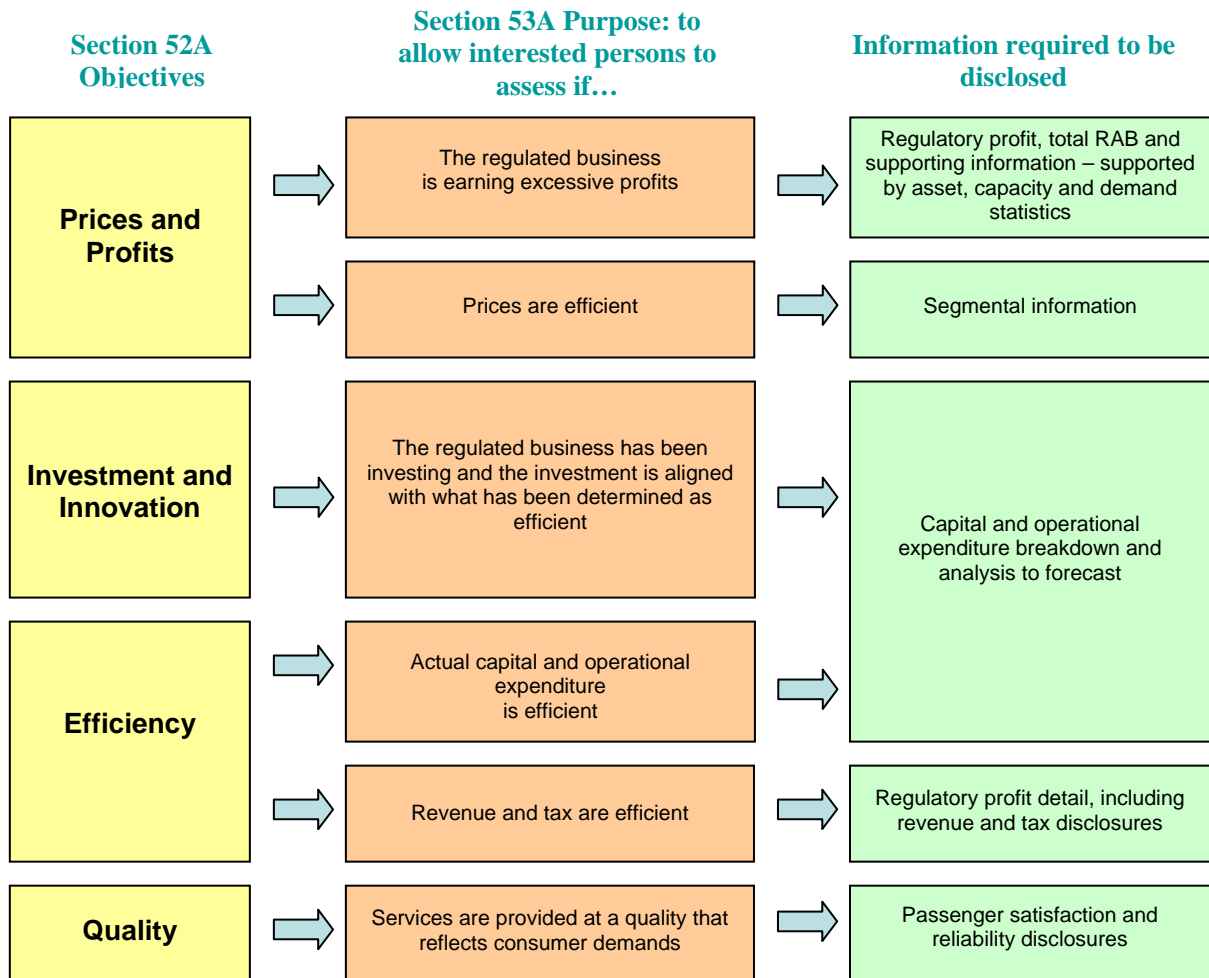 Section 52A
Objectives
Section 53A Purpose: to
allow interested persons to
assess if…
Information required to be
disclosed
Prices and
Profits
The regulated business
is earning excessive profits
Regulatory profit, total RAB and
supporting information – supported
by asset, capacity and demand
statistics
Prices are efficient
Segmental information
Investment and
Innovation
The regulated business has been
investing and the investment is aligned
with what has been determined as
efficient
Capital and operational
expenditure breakdown and
analysis to forecast
Efficiency
Actual capital and operational
expenditure
is efficient
Revenue and tax are efficient
Regulatory profit detail, including
revenue and tax disclosures
Quality
Services are provided at a quality that
reflects consumer demands
Passenger satisfaction and
reliability disclosures